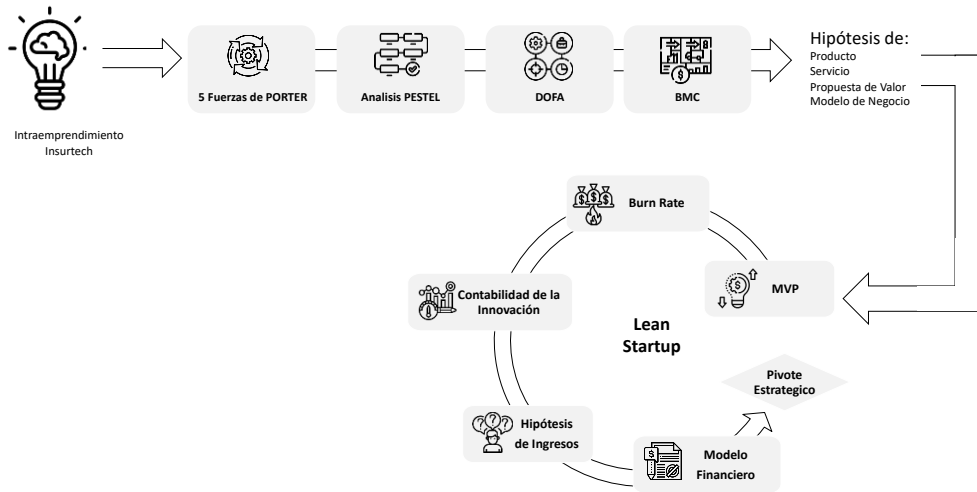 Intraemprendimiento
Insurtech
5 Fuerzas de PORTER
Analisis PESTEL
DOFA
BMC
Hipótesis de:
Producto
Servicio
Propuesta de Valor
Modelo de Negocio
Burn Rate
MVP
Contabilidad de la
Innovación
Lean
Startup
Pivote
Estrategico
Hipótesis
de Ingresos
Modelo
Financiero